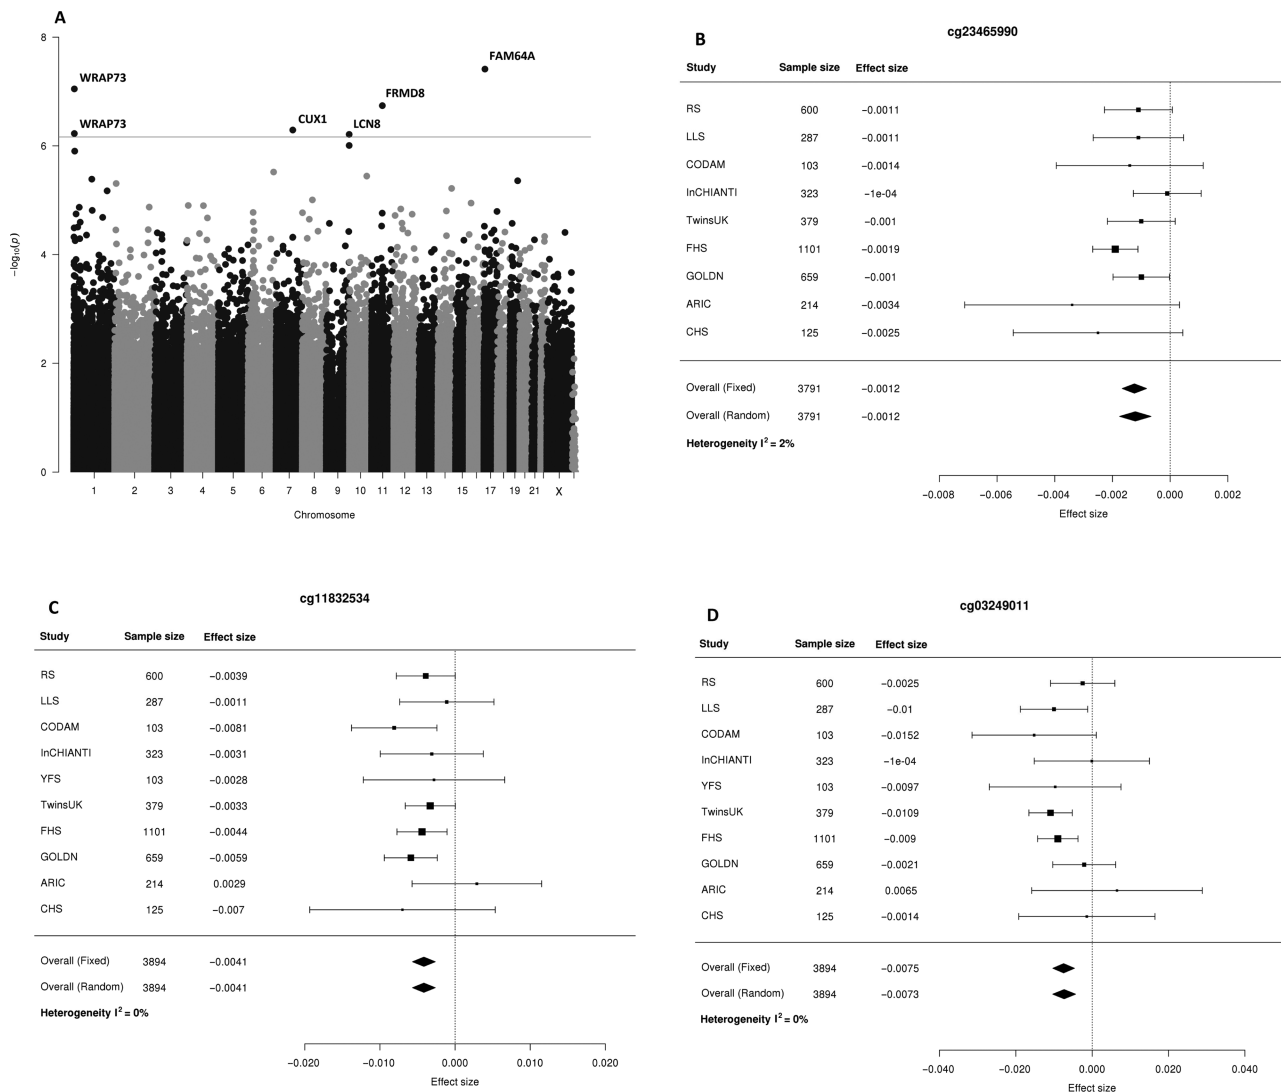 A
8
6
4
2
0
−log10(p)
WRAP73
WRAP73
CUX1
LCN8
FRMD8
FAM64A
1 2 3 4 5 6 7 8 9 10 11 12 13 15 17 19 21 X
Chromosome
B
cg23465990
Study Sample size Effect size
RS 600 −0.0011
LLS 287 −0.0011
CODAM 103 −0.0014
InCHIANTI 323 −1e−04
TwinsUK 379 −0.001
FHS 1101 −0.0019
GOLDN 659 −0.001
ARIC 214 −0.0034
CHS 125 −0.0025
Overall (Fixed) 3791 −0.0012
Overall (Random) 3791 −0.0012
Heterogeneity I² = 2%
−0.008 −0.006 −0.004 −0.002 0.000 0.002
Effect size
C
cg11832534
Study Sample size Effect size
RS 600 −0.0039
LLS 287 −0.0011
CODAM 103 −0.0081
InCHIANTI 323 −0.0031
YFS 103 −0.0028
TwinsUK 379 −0.0033
FHS 1101 −0.0044
GOLDN 659 −0.0059
ARIC 214 0.0029
CHS 125 −0.007
Overall (Fixed) 3894 −0.0041
Overall (Random) 3894 −0.0041
Heterogeneity I² = 0%
−0.020 −0.010 0.000 0.010 0.020
Effect size
D
cg03249011
Study Sample size Effect size
RS 600 −0.0025
LLS 287 −0.01
CODAM 103 −0.0152
InCHIANTI 323 −1e−04
YFS 103 −0.0097
TwinsUK 379 −0.0109
FHS 1101 −0.009
GOLDN 659 −0.0021
ARIC 214 0.0065
CHS 125 −0.0014
Overall (Fixed) 3894 −0.0075
Overall (Random) 3894 −0.0073
Heterogeneity I² = 0%
−0.040 −0.020 0.000 0.020 0.040
Effect size